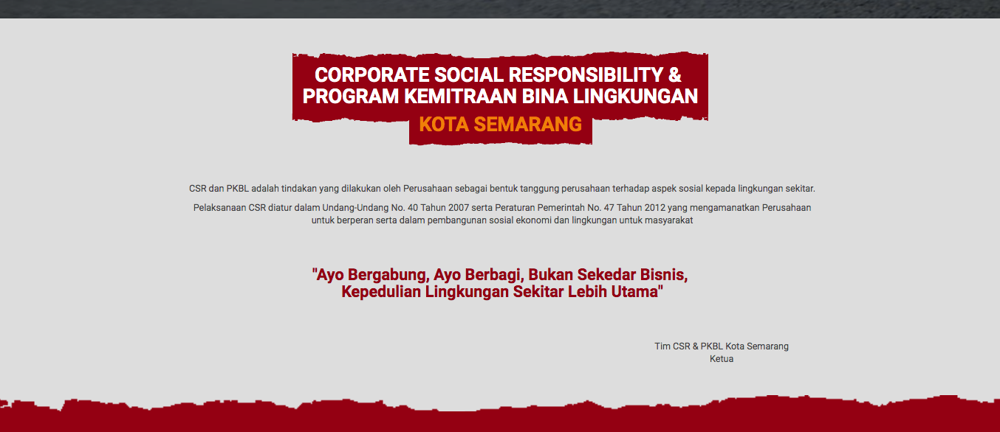 CORPORATE SOCIAL RESPONSIBILITY &
PROGRAM KEMITRAAN BINA LINGKUNGAN
KOTA SEMARANG
CSR dan PKBL adalah tindakan yang dilakukan oleh Perusahaan sebagai bentuk tanggung perusahaan terhadap aspek sosial kepada lingkungan sekitar.
Pelaksanaan CSR diatur dalam Undang-Undang No. 40 Tahun 2007 serta Peraturan Pemerintah No. 47 Tahun 2012 yang mengamanatkan Perusahaan
untuk berperan serta dalam pembangunan sosial ekonomi dan lingkungan untuk masyarakat
"Ayo Bergabung, Ayo Berbagi, Bukan Sekedar Bisnis,
Kepedulian Lingkungan Sekitar Lebih Utama"
Tim CSR & PKBL Kota Semarang
Ketua